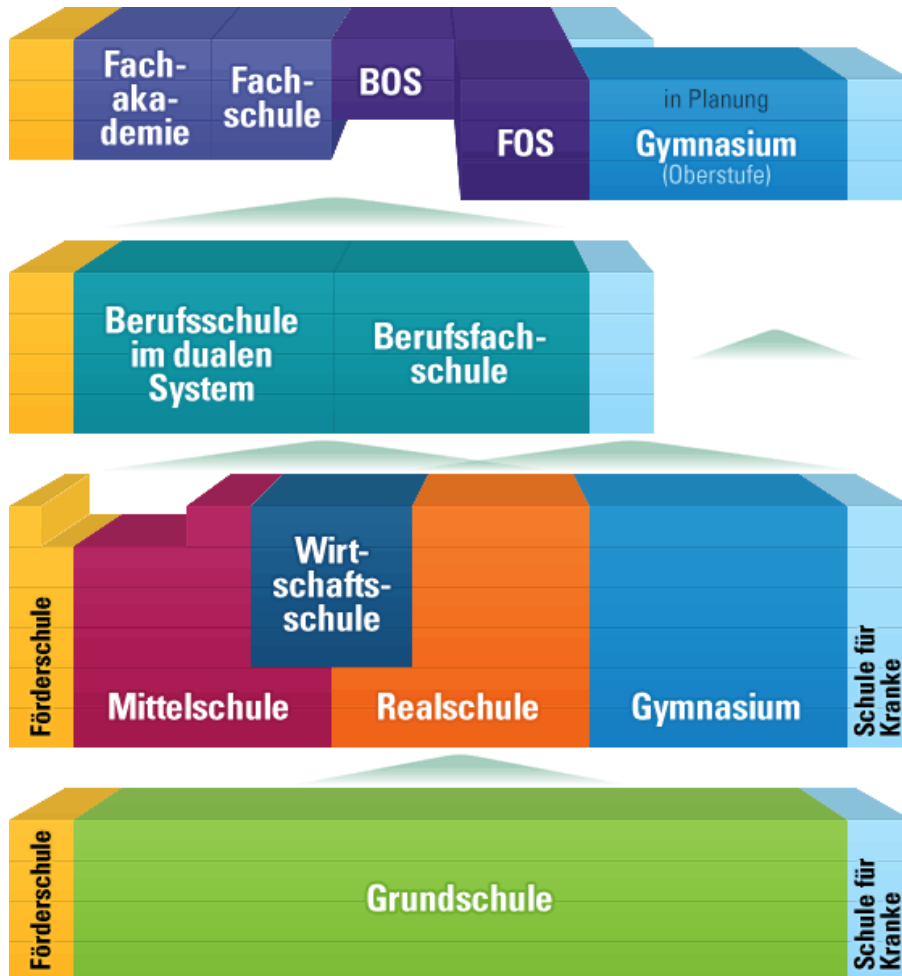 Fach-
aka-
demie
Fach-
schule
BOS
FOS
in Planung
Gymnasium
(Oberstufe)
Berufsschule
im dualen
System
Berufsfach-
schule
Wirt-
schafts-
schule
Förderschule
Mittelschule
Realschule
Gymnasium
Schule für
Kranke
Förderschule
Grundschule
Schule für
Kranke